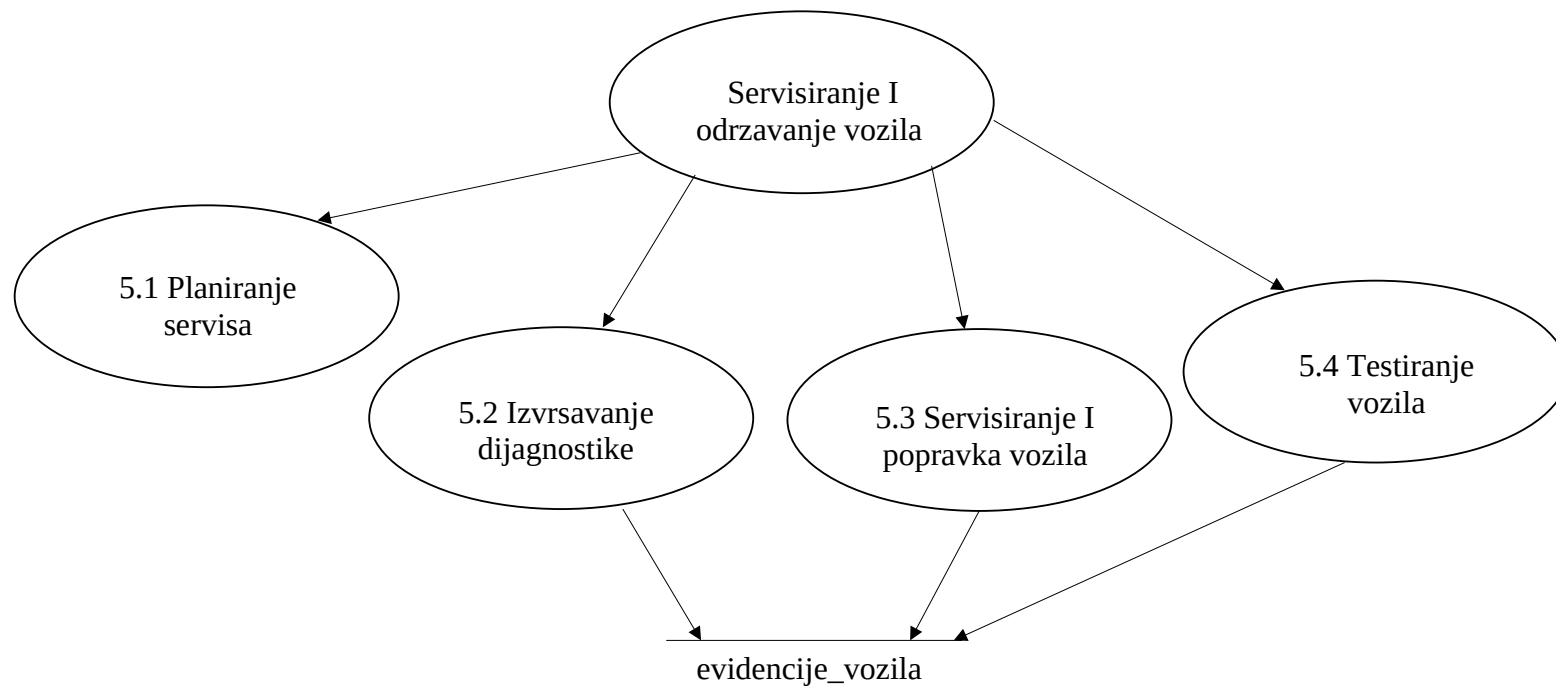 Servisiranje I
odrzavanje vozila
5.1 Planiranje
servisa
5.2 Izvrsavanje
dijagnostike
5.3 Servisiranje I
popravka vozila
5.4 Testiranje
vozila
evidencije_vozila